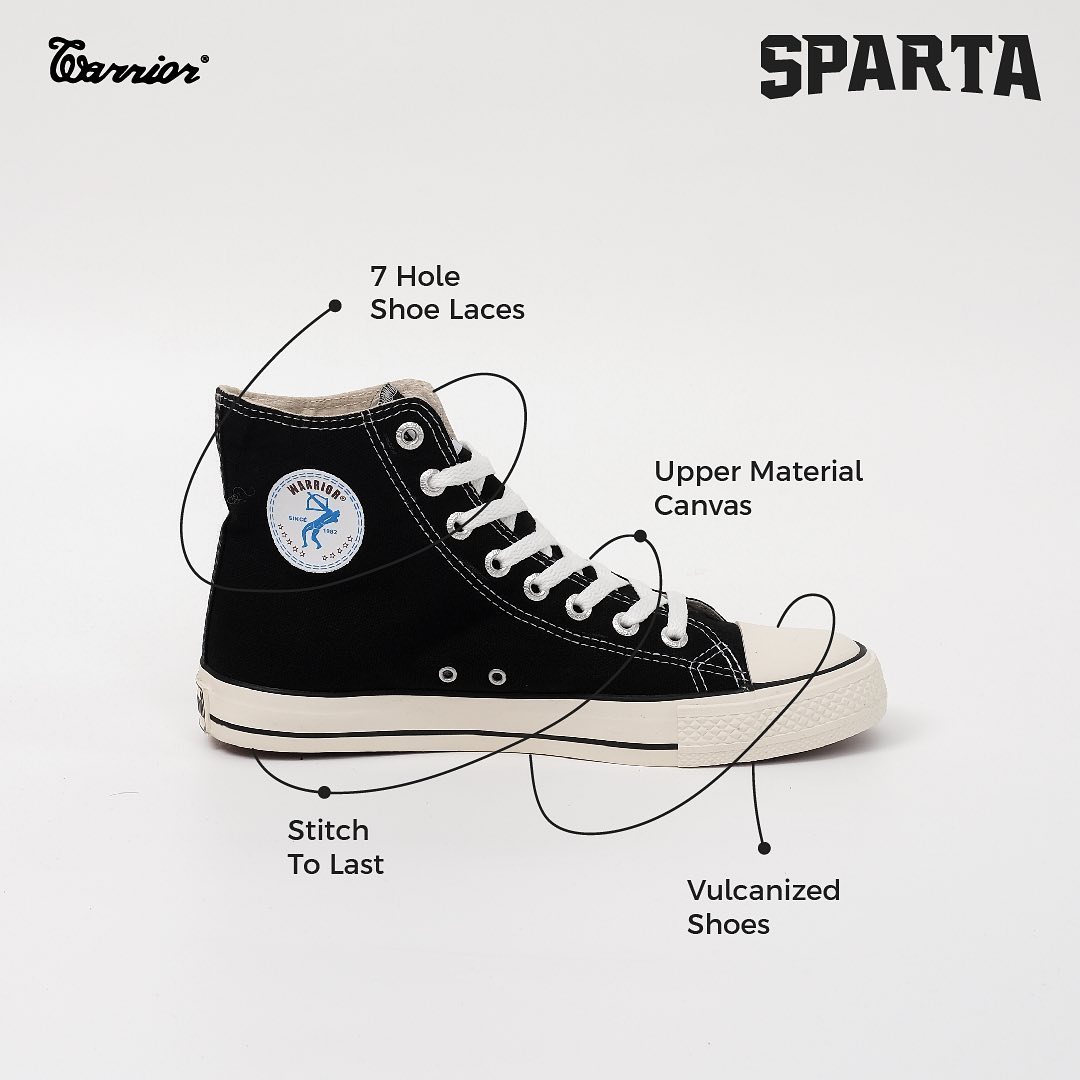 Warrior®
SPARTA
7 Hole
Shoe Laces
WARRIOR®
SINCE 1982
Upper Material
Canvas
Stitch
To Last
Vulcanized
Shoes